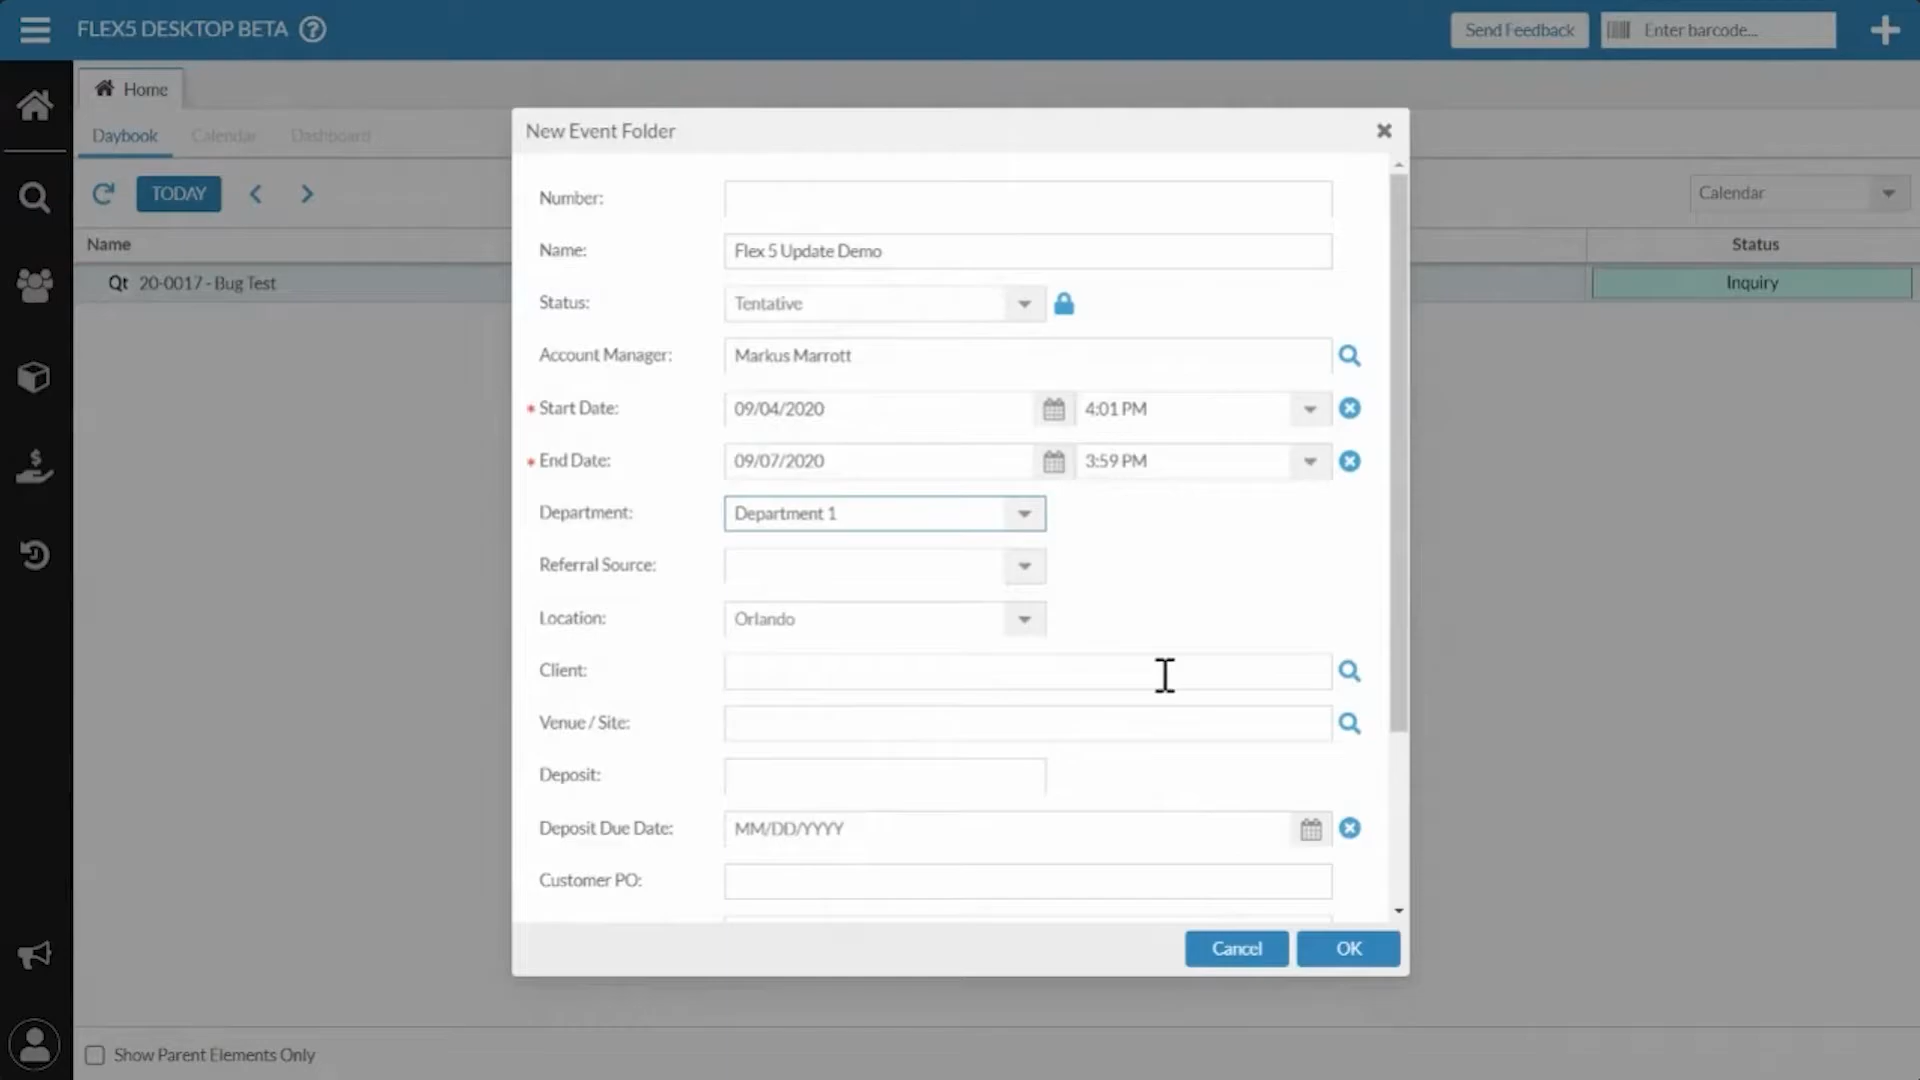 FLEX5 DESKTOP BETA ?
Send Feedback
Enter barcode...
Home
Daybook
Calendar
Dashboard
TODAY
Calendar
Name
Status
Qt 20-0017 - Bug Test
Inquiry
New Event Folder
Number:
Name: Flex 5 Update Demo
Status: Tentative
Account Manager: Markus Marrott
* Start Date: 09/04/2020 4:01 PM
* End Date: 09/07/2020 3:59 PM
Department: Department 1
Referral Source:
Location: Orlando
Client:
Venue / Site:
Deposit:
Deposit Due Date: MM/DD/YYYY
Customer PO:
Cancel
OK
Show Parent Elements Only